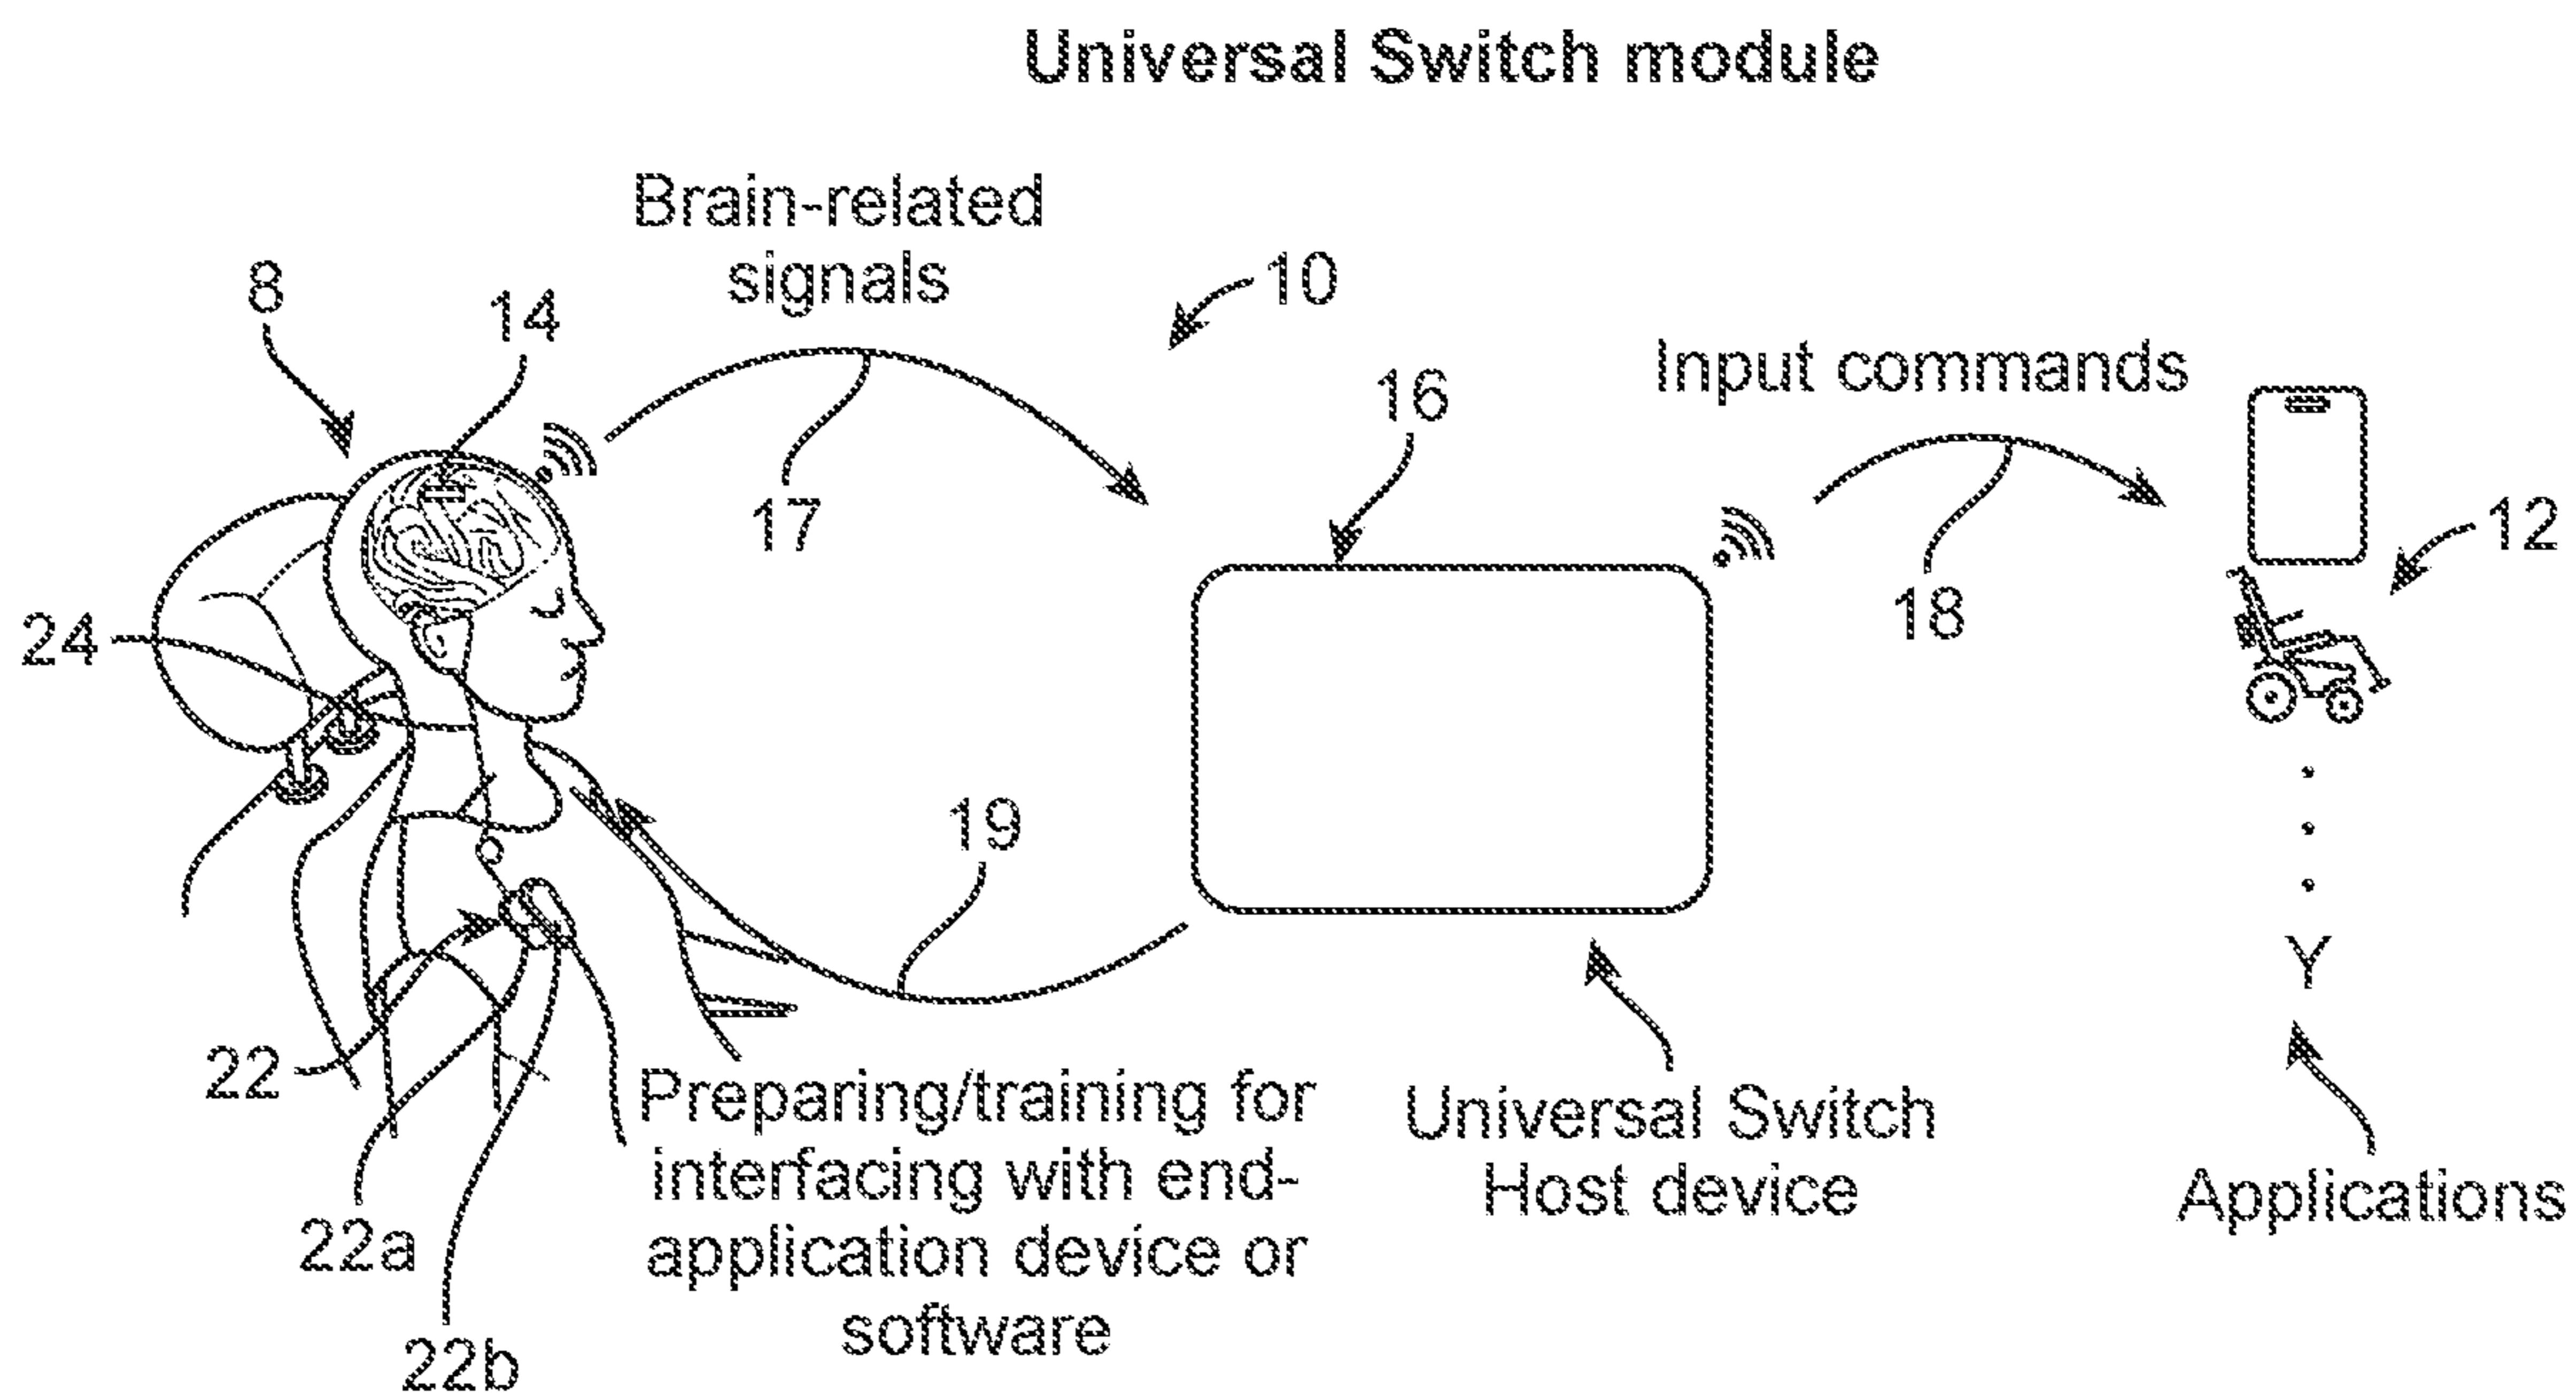 Universal Switch module
Brain-related
signals
8
14
10
Input commands
16
17
12
18
24
19
22
Preparing/training for
interfacing with end-
application device or
software
22a
22b
Universal Switch
Host device
Y
Applications